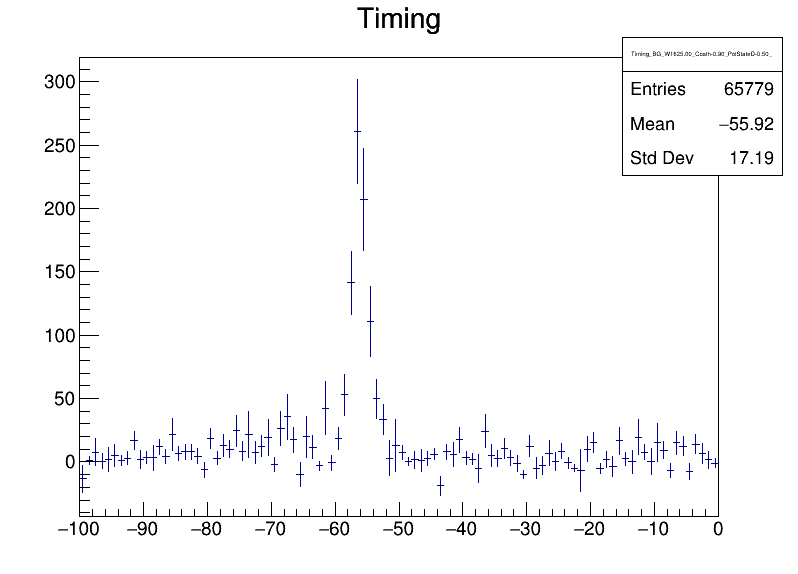 Timing
Timing_BG_W1625.00_Costh-0.90_PolStateD-0.50_
Entries 65779
Mean −55.92
Std Dev 17.19
300
250
200
150
100
50
0
−100 −90 −80 −70 −60 −50 −40 −30 −20 −10 0